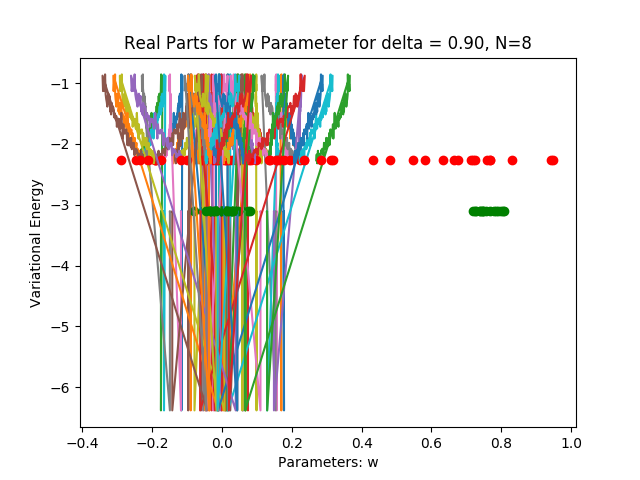 Real Parts for w Parameter for delta = 0.90, N=8
−1
−2
−3
−4
−5
−6
Variational Energy
−0.4 −0.2 0.0 0.2 0.4 0.6 0.8 1.0
Parameters: w